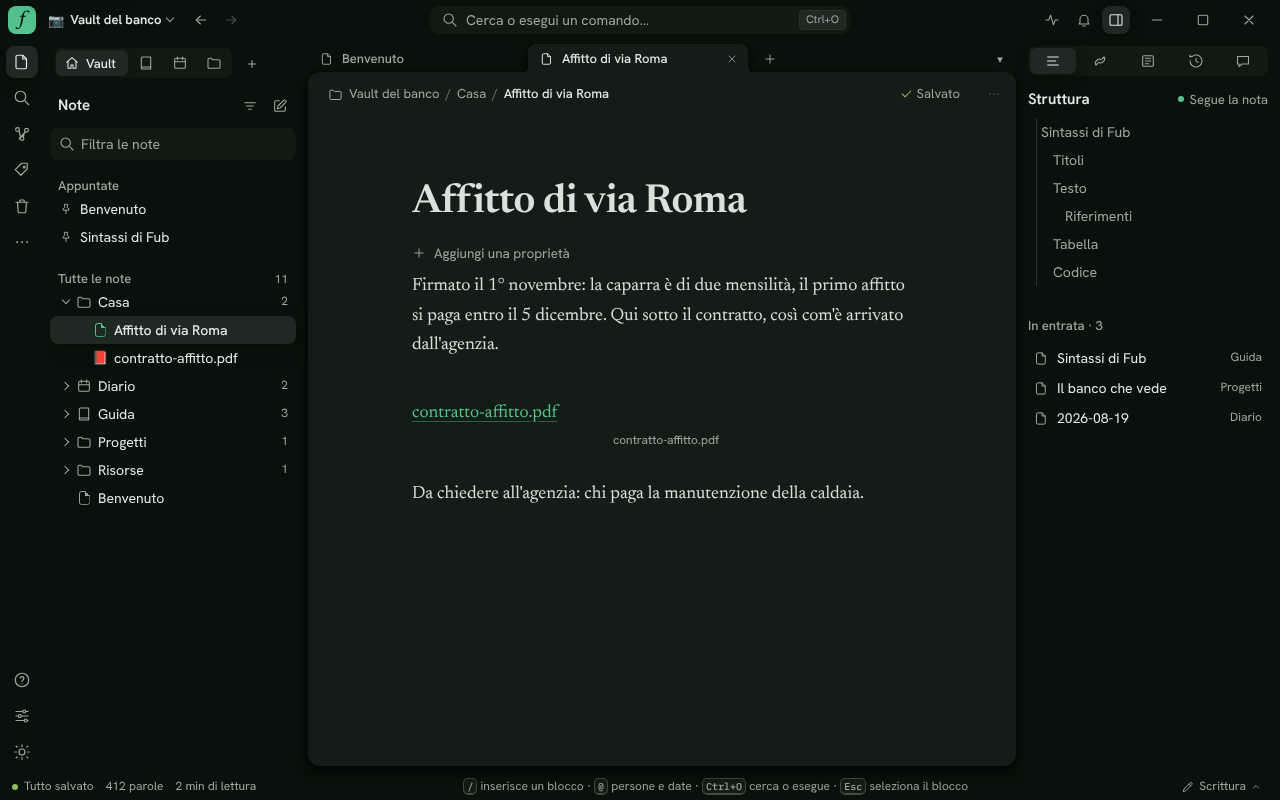 f
Vault del banco
Cerca o esegui un comando...
Ctrl+O
Vault
Note
Filtra le note
Appuntate
Benvenuto
Sintassi di Fub
Tutte le note 11
Casa 2
Affitto di via Roma
contratto-affitto.pdf
Diario 2
Guida 3
Progetti 1
Risorse 1
Benvenuto
Benvenuto
Affitto di via Roma
Vault del banco / Casa / Affitto di via Roma
Salvato
Affitto di via Roma
Aggiungi una proprietà
Firmato il 1° novembre: la caparra è di due mensilità, il primo affitto
si paga entro il 5 dicembre. Qui sotto il contratto, così com'è arrivato
dall'agenzia.
contratto-affitto.pdf
contratto-affitto.pdf
Da chiedere all'agenzia: chi paga la manutenzione della caldaia.
Struttura
Segue la nota
Sintassi di Fub
Titoli
Testo
Riferimenti
Tabella
Codice
In entrata · 3
Sintassi di Fub Guida
Il banco che vede Progetti
2026-08-19 Diario
Tutto salvato 412 parole 2 min di lettura
/ inserisce un blocco · @ persone e date · Ctrl+O cerca o esegue · Esc seleziona il blocco
Scrittura